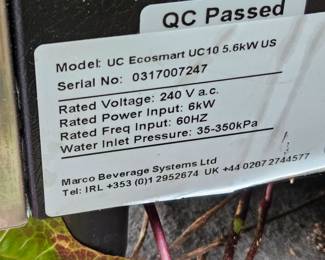 QC Passed
Model: UC Ecosmart UC10 5.6kW US
Serial No: 0317007247
Rated Voltage: 240 V a.c.
Rated Power Input: 6kW
Rated Freq Input: 60HZ
Water Inlet Pressure: 35-350kPa
Marco Beverage Systems Ltd
Tel: IRL +353 (0)1 2952674 UK +44 0207 2744577